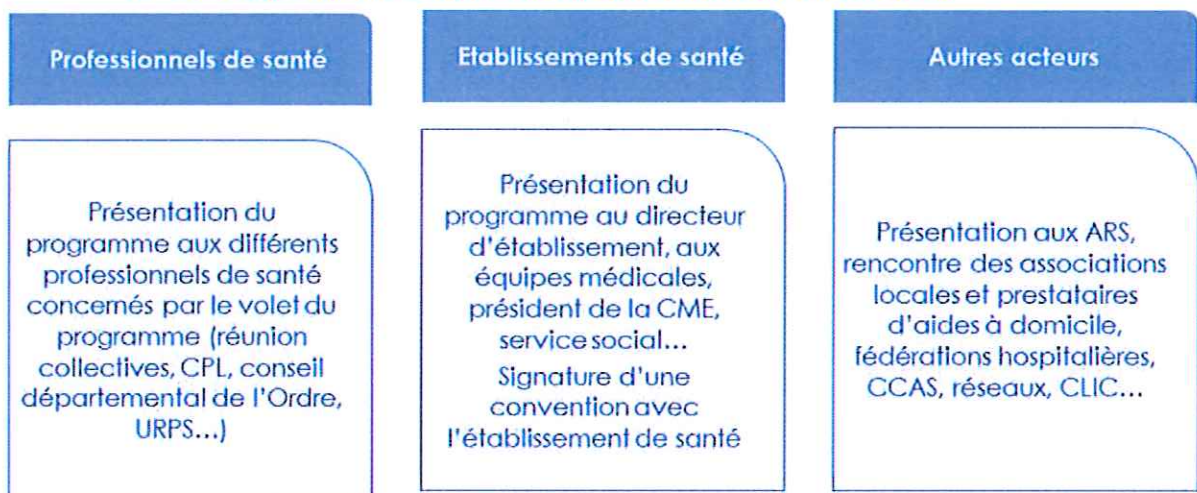 Professionnels de santé
Présentation du
programme aux différents
professionnels de santé
concernés par le volet du
programme (réunion
collectives, CPL, conseil
départemental de l'Ordre,
URPS...)
Etablissements de santé
Présentation du
programme au directeur
d'établissement, aux
équipes médicales,
président de la CME,
service social...
Signature d'une
convention avec
l'établissement de santé
Autres acteurs
Présentation aux ARS,
rencontre des associations
locales et prestataires
d'aides à domicile,
fédérations hospitalières,
CCAS, réseaux, CLIC...